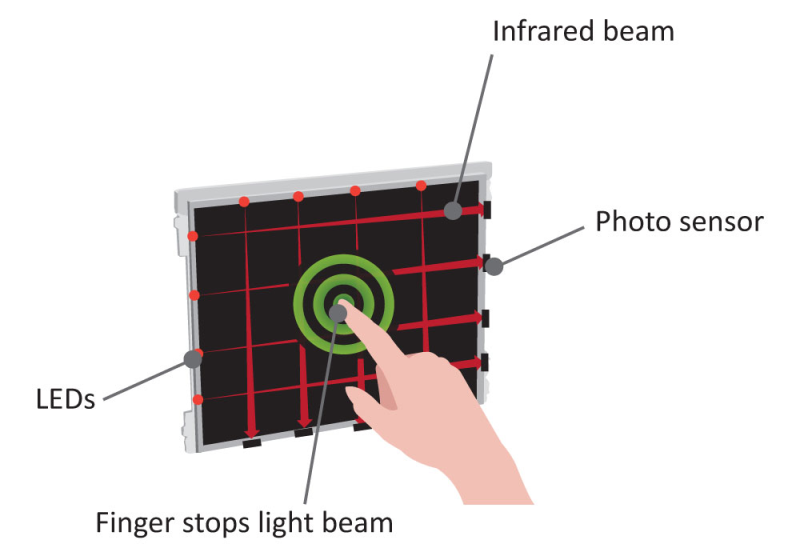 Infrared beam
Photo sensor
LEDs
Finger stops light beam